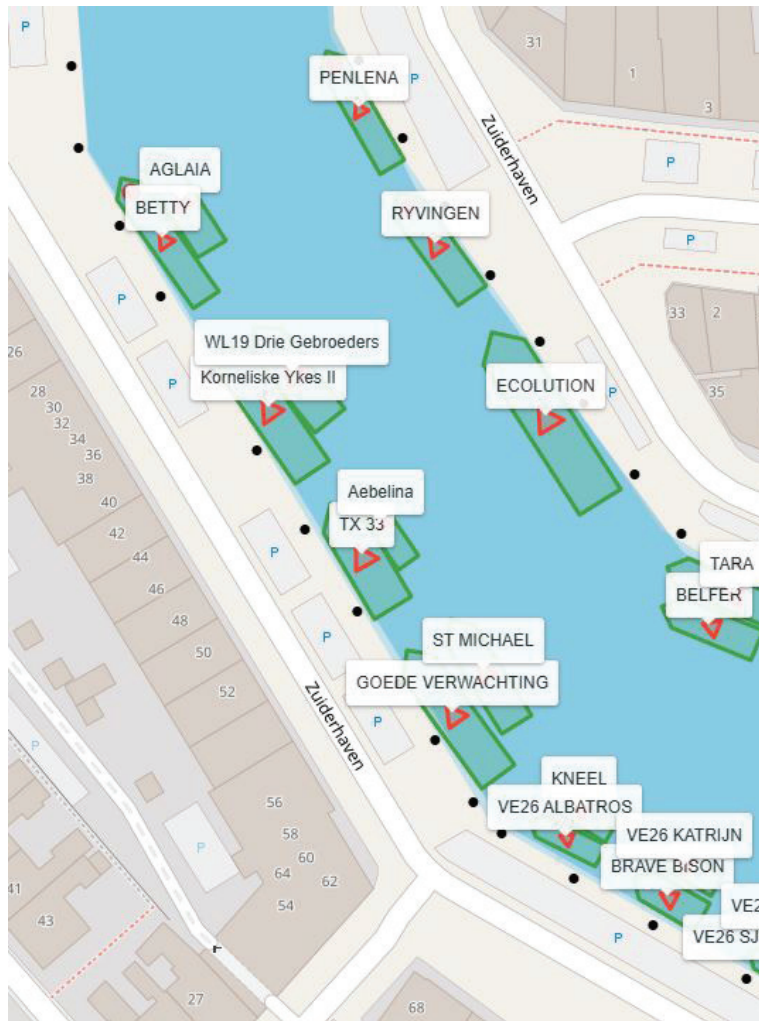 P
31
1
3
PENLENA
P
Zuiderhaven
P
AGLAIA
BETTY
RYVINGEN
P
P
33
2
WL19 Drie Gebroeders
Korneliske Ykes II
P
26
28
30
32
34
36
38
40
42
44
46
48
50
52
ECOLUTION
P
35
Aebelina
TX 33
P
TARA
BELFER
P
ST MICHAEL
GOEDE VERWACHTING
Zuiderhaven
P
P
KNEEL
VE26 ALBATROS
VE26 KATRIJN
BRAVE BISON
56
58
60
62
64
54
P
41
43
VE2
VE26 SJ
P
27
68